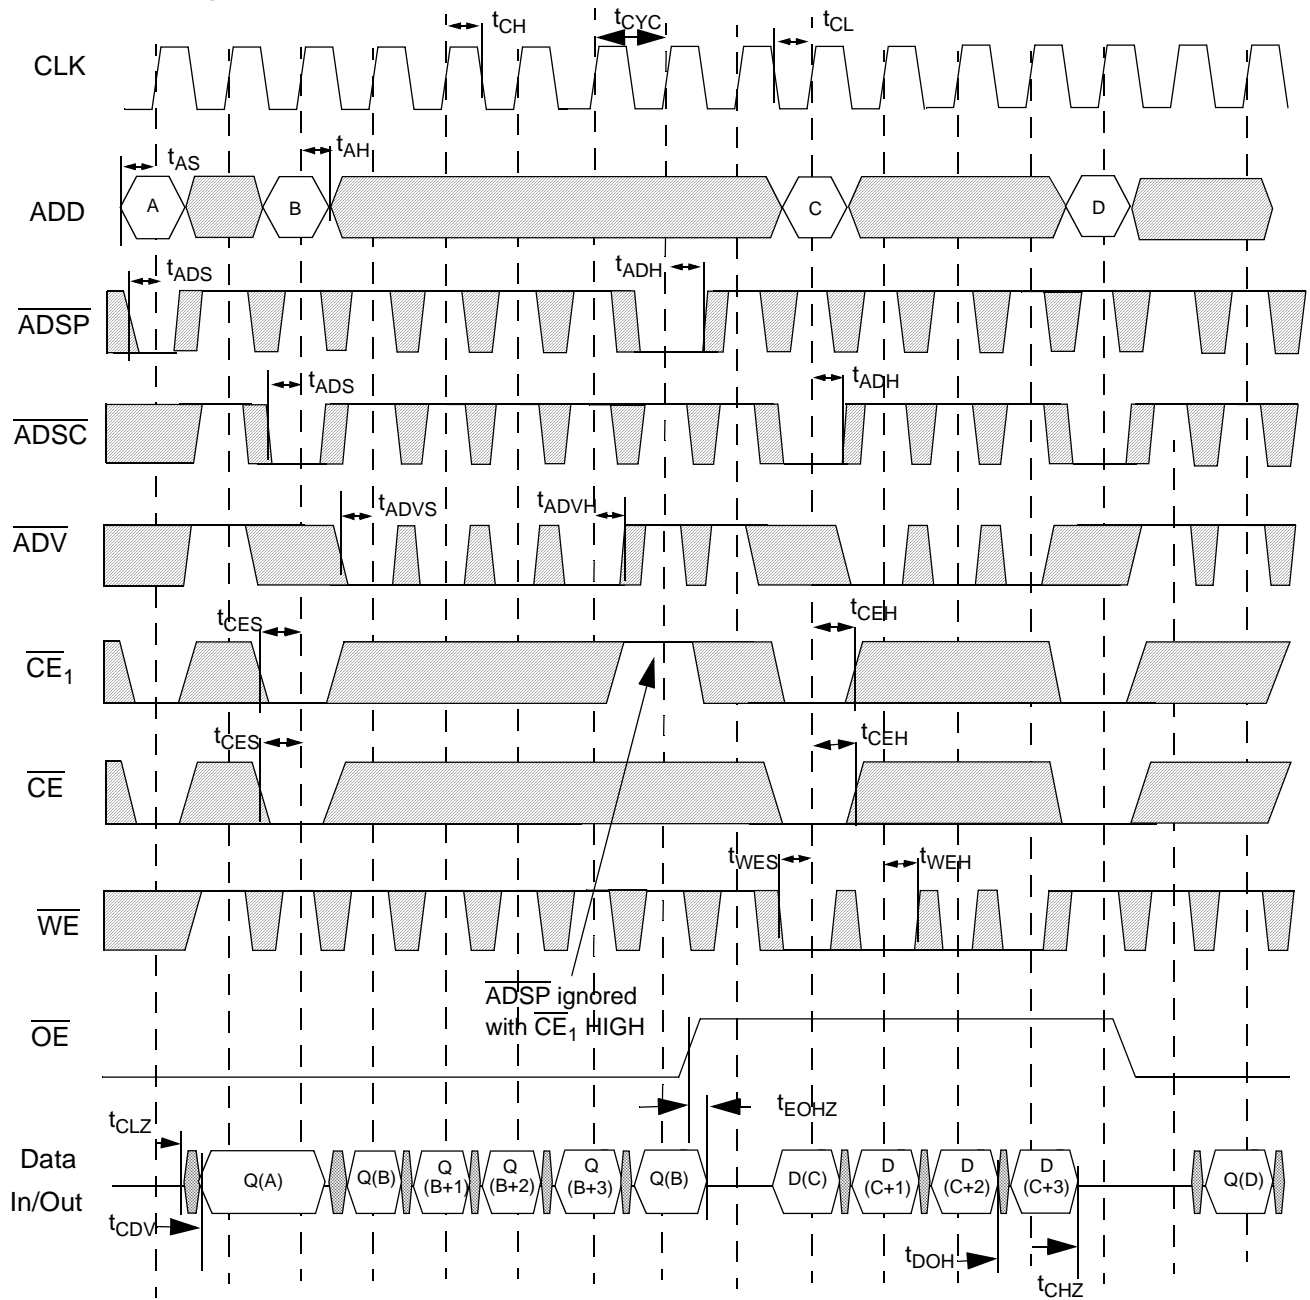 tCH
tCYC
tCL
CLK
tAS
tAH
ADD
A
B
C
D
tADS
tADH
ADSP
tADS
tADH
ADSC
tADVS
tADVH
ADV
tCES
tCEH
CE1
tCES
tCEH
CE
tWES
tWEH
WE
ADSP ignored
with CE1 HIGH
OE
tEOHZ
tCLZ
Data
In/Out
Q(A)
Q(B)
Q
(B+1)
Q
(B+2)
Q
(B+3)
Q(B)
D(C)
D
(C+1)
D
(C+2)
D
(C+3)
Q(D)
tCDV
tDOH
tCHZ